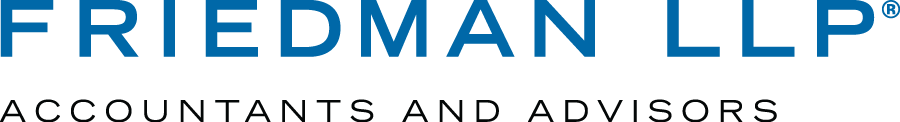 FRIEDMAN LLP®
ACCOUNTANTS AND ADVISORS